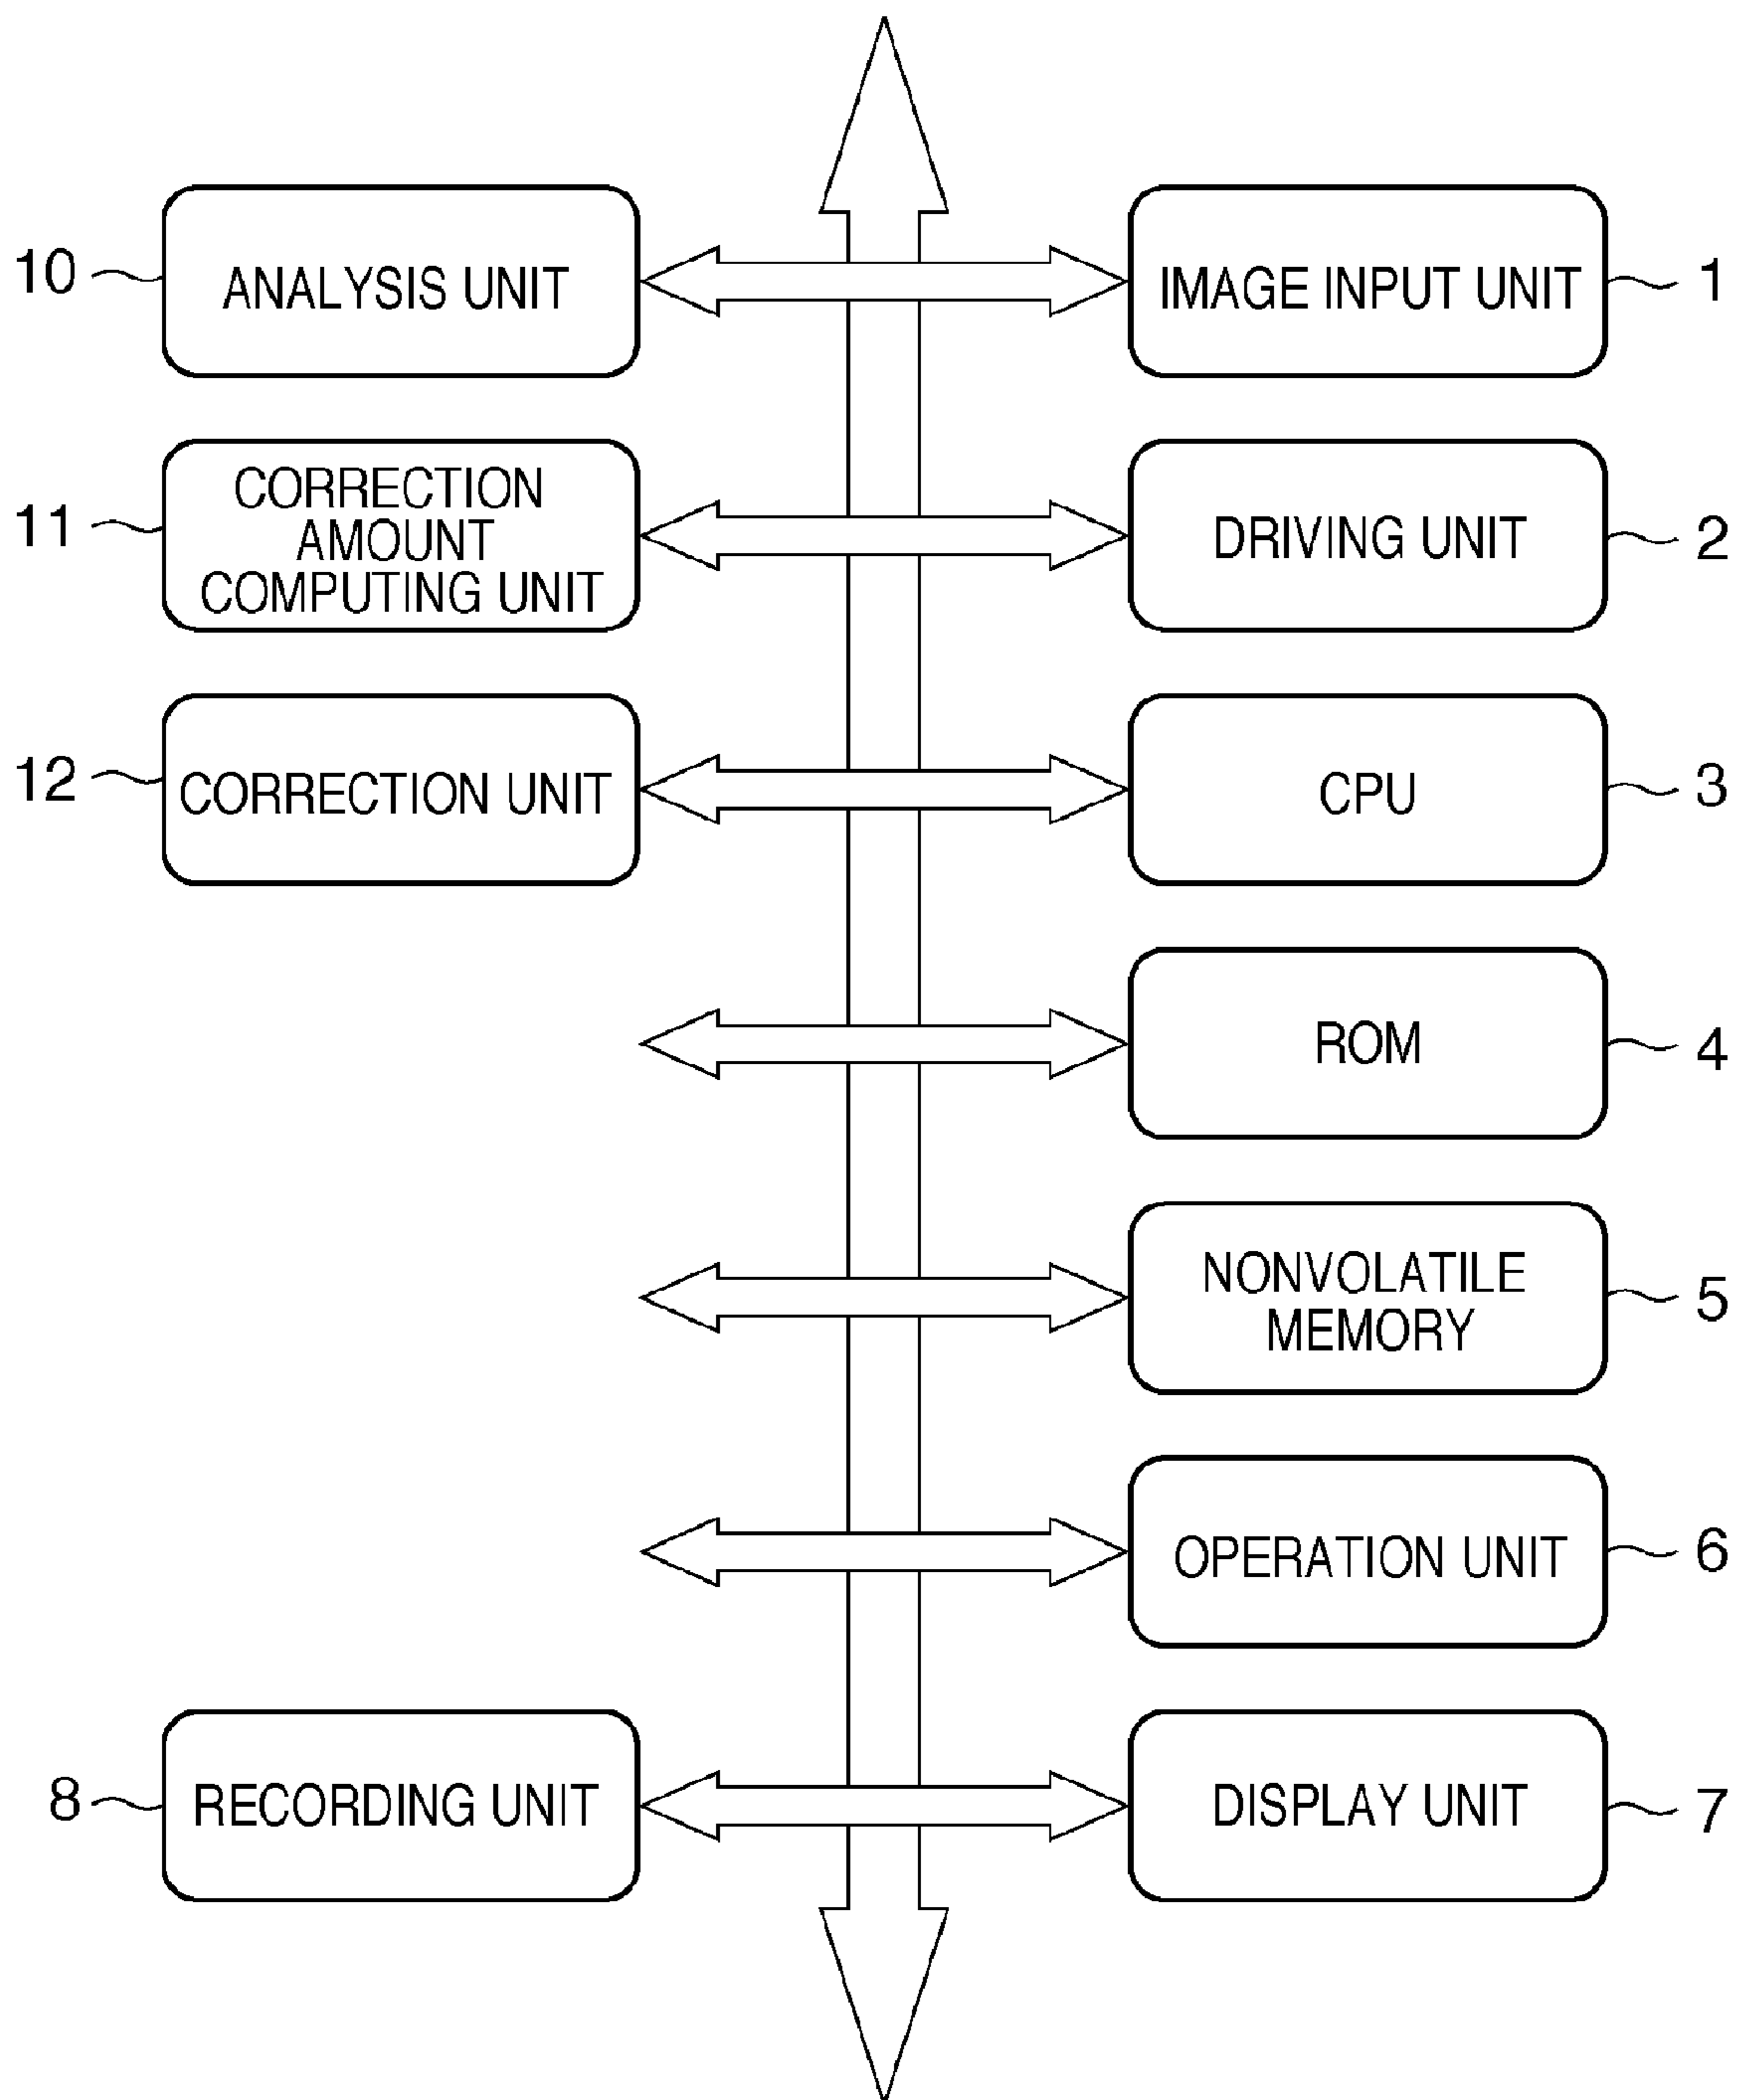 10
ANALYSIS UNIT
IMAGE INPUT UNIT
1
11
CORRECTION
AMOUNT
COMPUTING UNIT
DRIVING UNIT
2
12
CORRECTION UNIT
CPU
3
ROM
4
NONVOLATILE
MEMORY
5
OPERATION UNIT
6
8
RECORDING UNIT
DISPLAY UNIT
7